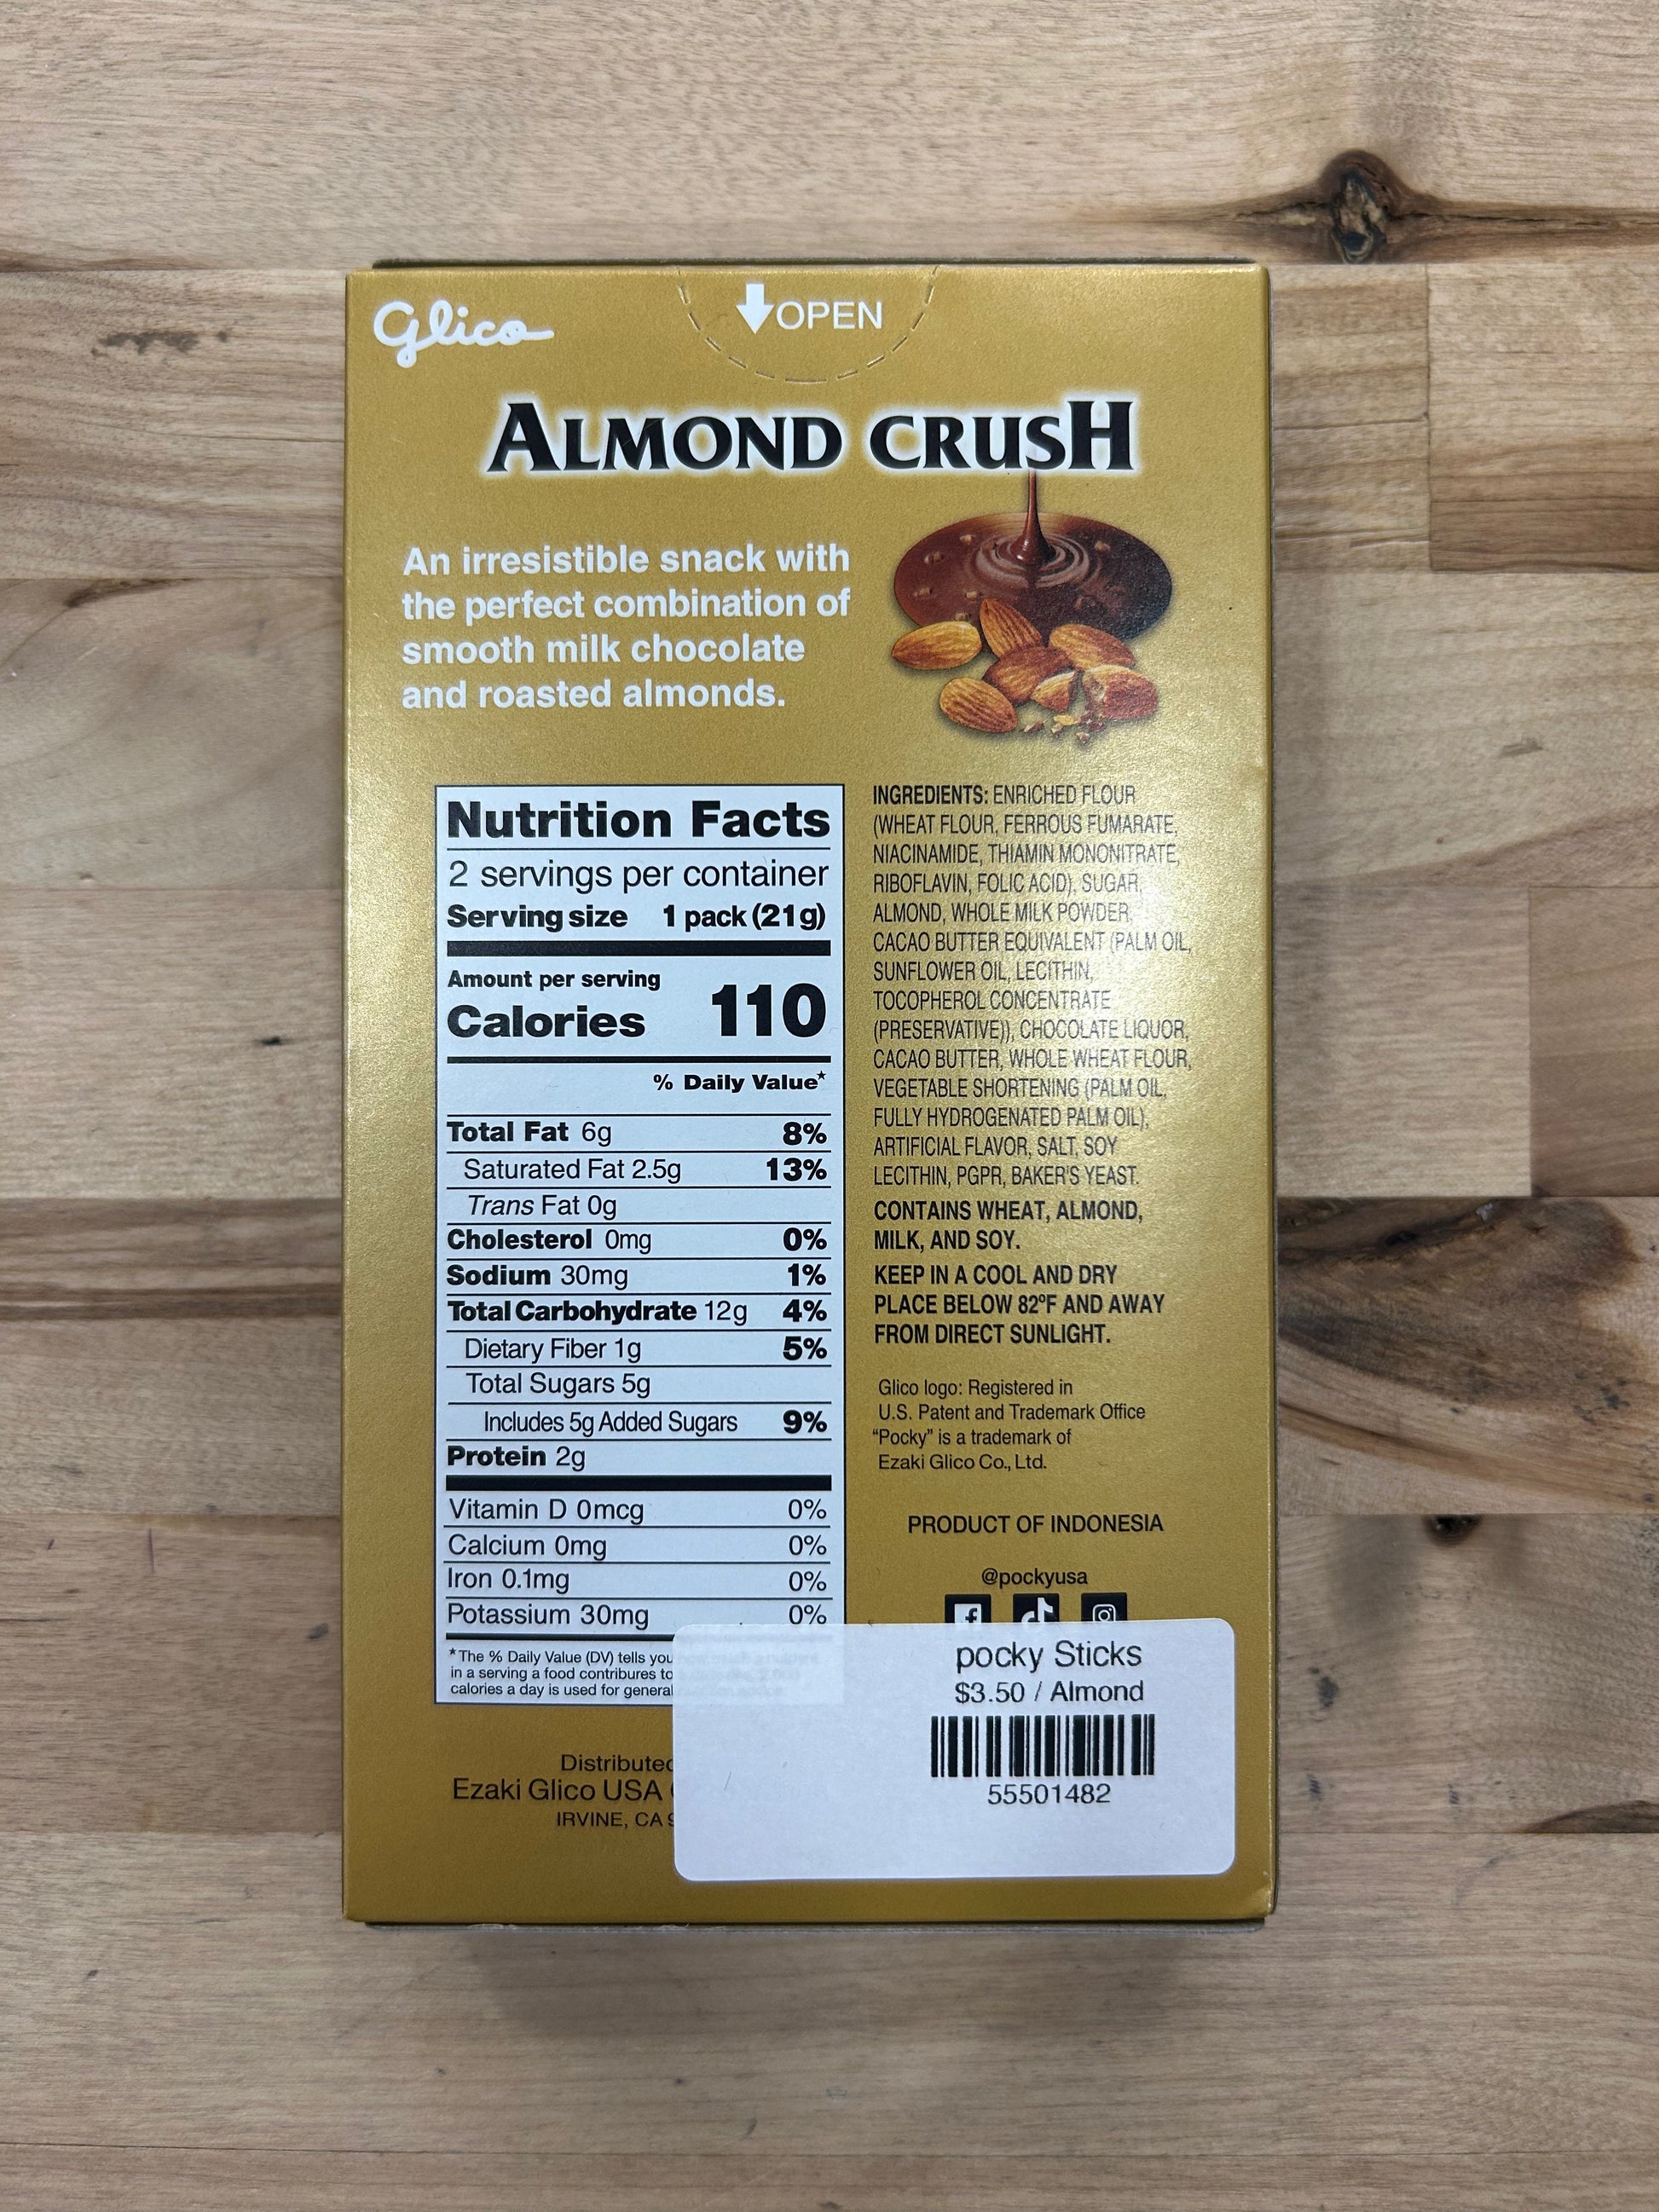 Glico
OPEN
ALMOND CRUSH
An irresistible snack with
the perfect combination of
smooth milk chocolate
and roasted almonds.
Nutrition Facts
2 servings per container
Serving size 1 pack (21g)
Amount per serving
Calories 110
% Daily Value*
Total Fat 6g 8%
Saturated Fat 2.5g 13%
Trans Fat 0g
Cholesterol 0mg 0%
Sodium 30mg 1%
Total Carbohydrate 12g 4%
Dietary Fiber 1g 5%
Total Sugars 5g
Includes 5g Added Sugars 9%
Protein 2g
Vitamin D 0mcg 0%
Calcium 0mg 0%
Iron 0.1mg 0%
Potassium 30mg 0%
*The % Daily Value (DV) tells you
in a serving a food contribures to
calories a day is used for general
Distributed
Ezaki Glico USA
IRVINE, CA
INGREDIENTS: ENRICHED FLOUR
(WHEAT FLOUR, FERROUS FUMARATE,
NIACINAMIDE, THIAMIN MONONITRATE,
RIBOFLAVIN, FOLIC ACID), SUGAR,
ALMOND, WHOLE MILK POWDER,
CACAO BUTTER EQUIVALENT (PALM OIL,
SUNFLOWER OIL, LECITHIN,
TOCOPHEROL CONCENTRATE
(PRESERVATIVE)), CHOCOLATE LIQUOR,
CACAO BUTTER, WHOLE WHEAT FLOUR,
VEGETABLE SHORTENING (PALM OIL,
FULLY HYDROGENATED PALM OIL),
ARTIFICIAL FLAVOR, SALT, SOY
LECITHIN, PGPR, BAKER'S YEAST.
CONTAINS WHEAT, ALMOND,
MILK, AND SOY.
KEEP IN A COOL AND DRY
PLACE BELOW 82ºF AND AWAY
FROM DIRECT SUNLIGHT.
Glico logo: Registered in
U.S. Patent and Trademark Office
“Pocky” is a trademark of
Ezaki Glico Co., Ltd.
PRODUCT OF INDONESIA
@pockyusa
pocky Sticks
$3.50 / Almond
55501482